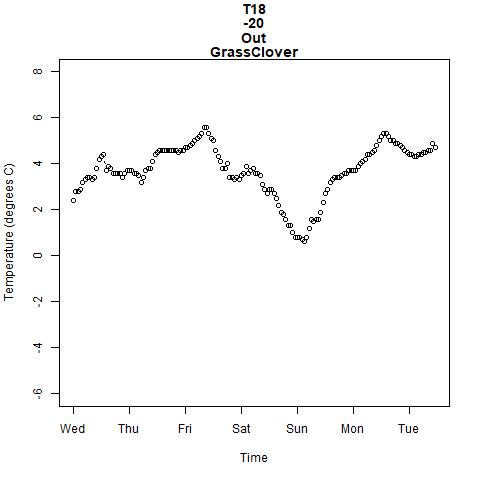 T18
-20
Out
GrassClover
Temperature (degrees C)
8
6
4
2
0
-2
-4
-6
Wed Thu Fri Sat Sun Mon Tue
Time